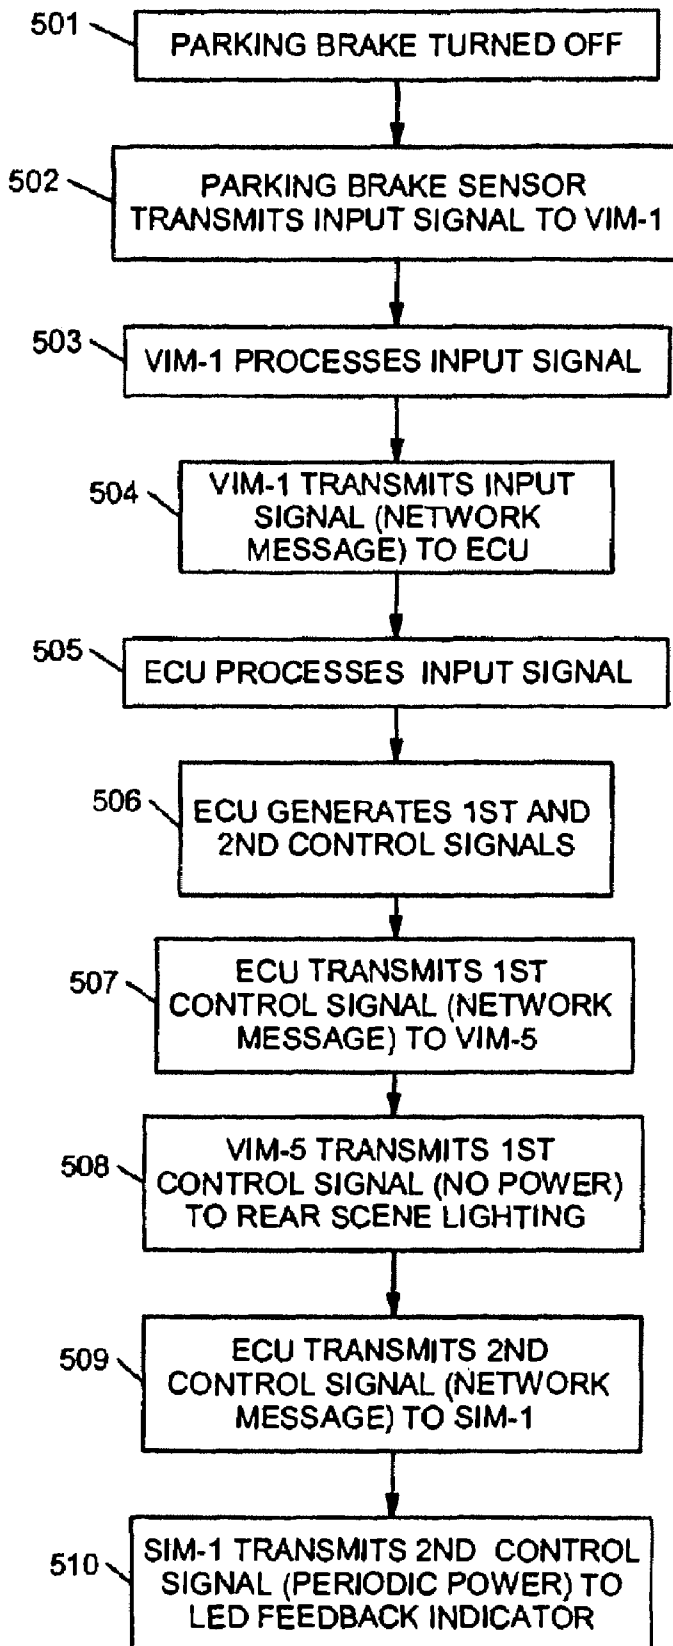 501
PARKING BRAKE TURNED OFF
502
PARKING BRAKE SENSOR
TRANSMITS INPUT SIGNAL TO VIM-1
503
VIM-1 PROCESSES INPUT SIGNAL
504
VIM-1 TRANSMITS INPUT
SIGNAL (NETWORK
MESSAGE) TO ECU
505
ECU PROCESSES INPUT SIGNAL
506
ECU GENERATES 1ST AND
2ND CONTROL SIGNALS
507
ECU TRANSMITS 1ST
CONTROL SIGNAL (NETWORK
MESSAGE) TO VIM-5
508
VIM-5 TRANSMITS 1ST
CONTROL SIGNAL (NO POWER)
TO REAR SCENE LIGHTING
509
ECU TRANSMITS 2ND
CONTROL SIGNAL (NETWORK
MESSAGE) TO SIM-1
510
SIM-1 TRANSMITS 2ND CONTROL
SIGNAL (PERIODIC POWER) TO
LED FEEDBACK INDICATOR